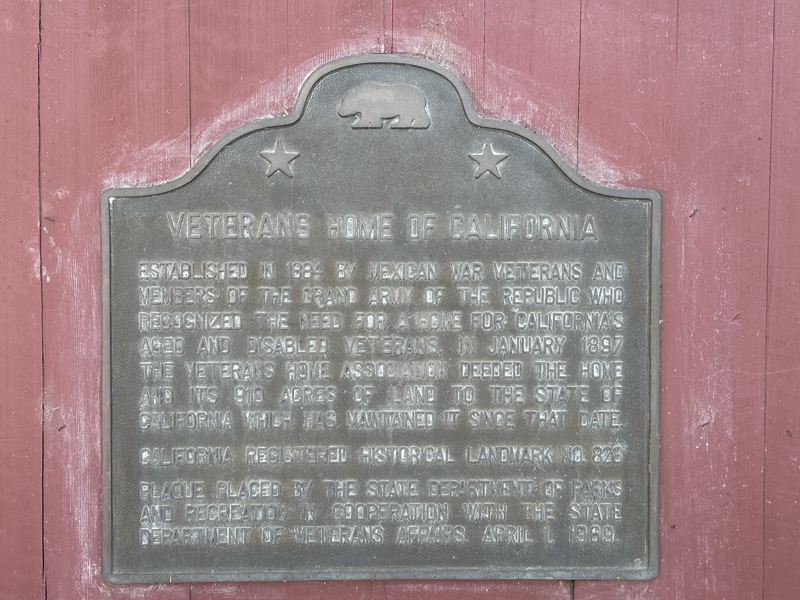 VETERANS HOME OF CALIFORNIA
ESTABLISHED IN 1884 BY MEXICAN WAR VETERANS AND
MEMBERS OF THE GRAND ARMY OF THE REPUBLIC WHO
RECOGNIZED THE NEED FOR A HOME FOR CALIFORNIA'S
AGED AND DISABLED VETERANS. IN JANUARY 1897
THE VETERANS HOME ASSOCIATION DEEDED THE HOME
AND ITS 910 ACRES OF LAND TO THE STATE OF
CALIFORNIA WHICH HAS MAINTAINED IT SINCE THAT DATE.
CALIFORNIA REGISTERED HISTORICAL LANDMARK NO. 828
PLAQUE PLACED BY THE STATE DEPARTMENT OF PARKS
AND RECREATION IN COOPERATION WITH THE STATE
DEPARTMENT OF VETERANS AFFAIRS. APRIL 1, 1969.